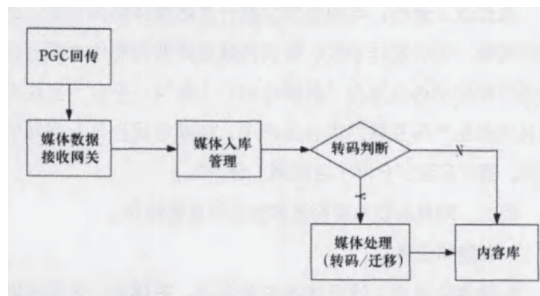 PGC回传
媒体数据
接收网关
媒体入库
管理
转码判断
媒体处理
(转码/迁移)
内容库